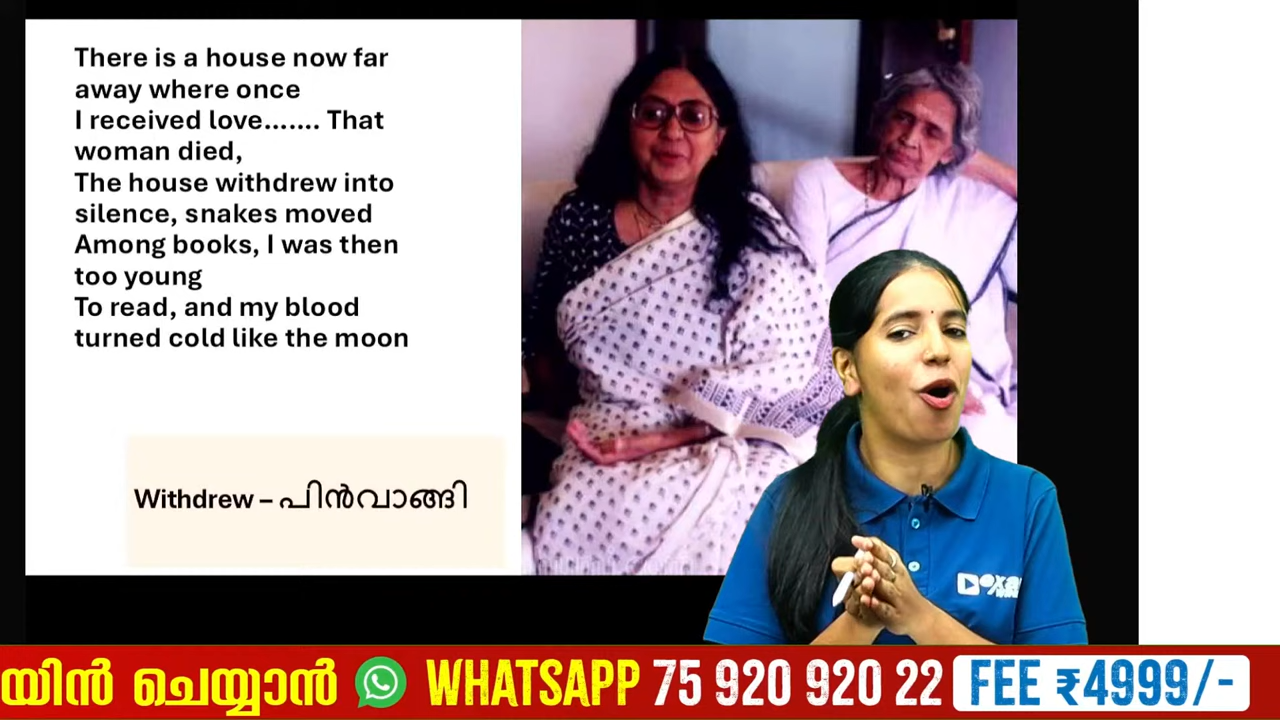 There is a house now far
away where once
I received love……. That
woman died,
The house withdrew into
silence, snakes moved
Among books, I was then
too young
To read, and my blood
turned cold like the moon
Withdrew – പിൻവാങ്ങി
യിൻ ചെയ്യാൻ WHATSAPP 75 920 920 22 FEE ₹4999/-